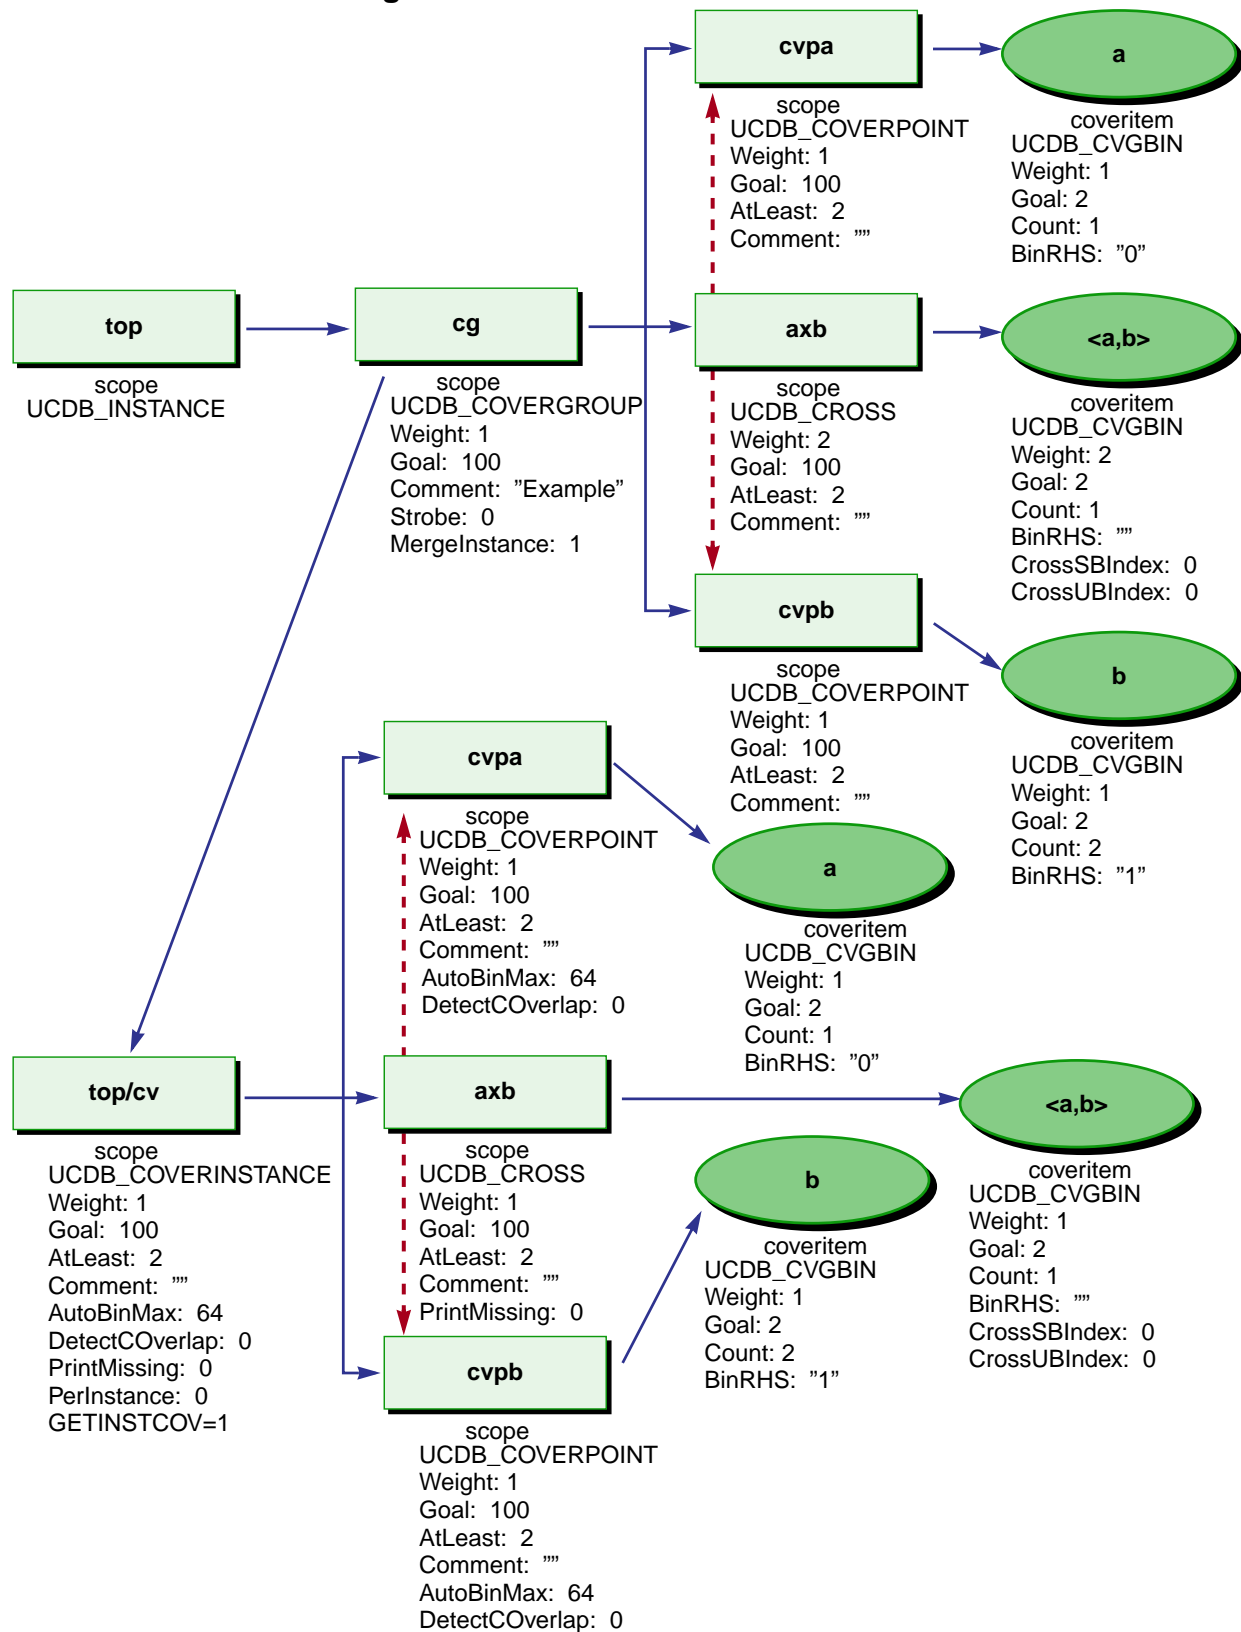 cvpa
scope
UCDB_COVERPOINT
Weight: 1
Goal: 100
AtLeast: 2
Comment: ””
a
coveritem
UCDB_CVGBIN
Weight: 1
Goal: 2
Count: 1
BinRHS: ”0”
top
scope
UCDB_INSTANCE
cg
scope
UCDB_COVERGROUP
Weight: 1
Goal: 100
Comment: ”Example”
Strobe: 0
MergeInstance: 1
axb
scope
UCDB_CROSS
Weight: 2
Goal: 100
AtLeast: 2
Comment: ””
<a,b>
coveritem
UCDB_CVGBIN
Weight: 2
Goal: 2
Count: 1
BinRHS: ””
CrossSBIndex: 0
CrossUBIndex: 0
cvpb
scope
UCDB_COVERPOINT
Weight: 1
Goal: 100
AtLeast: 2
Comment: ””
b
coveritem
UCDB_CVGBIN
Weight: 1
Goal: 2
Count: 2
BinRHS: ”1”
cvpa
scope
UCDB_COVERPOINT
Weight: 1
Goal: 100
AtLeast: 2
Comment: ””
AutoBinMax: 64
DetectCOverlap: 0
a
coveritem
UCDB_CVGBIN
Weight: 1
Goal: 2
Count: 1
BinRHS: ”0”
top/cv
scope
UCDB_COVERINSTANCE
Weight: 1
Goal: 100
AtLeast: 2
Comment: ””
AutoBinMax: 64
DetectCOverlap: 0
PrintMissing: 0
PerInstance: 0
GETINSTCOV=1
axb
scope
UCDB_CROSS
Weight: 1
Goal: 100
AtLeast: 2
Comment: ””
PrintMissing: 0
<a,b>
coveritem
UCDB_CVGBIN
Weight: 1
Goal: 2
Count: 1
BinRHS: ””
CrossSBIndex: 0
CrossUBIndex: 0
b
coveritem
UCDB_CVGBIN
Weight: 1
Goal: 2
Count: 2
BinRHS: ”1”
cvpb
scope
UCDB_COVERPOINT
Weight: 1
Goal: 100
AtLeast: 2
Comment: ””
AutoBinMax: 64
DetectCOverlap: 0